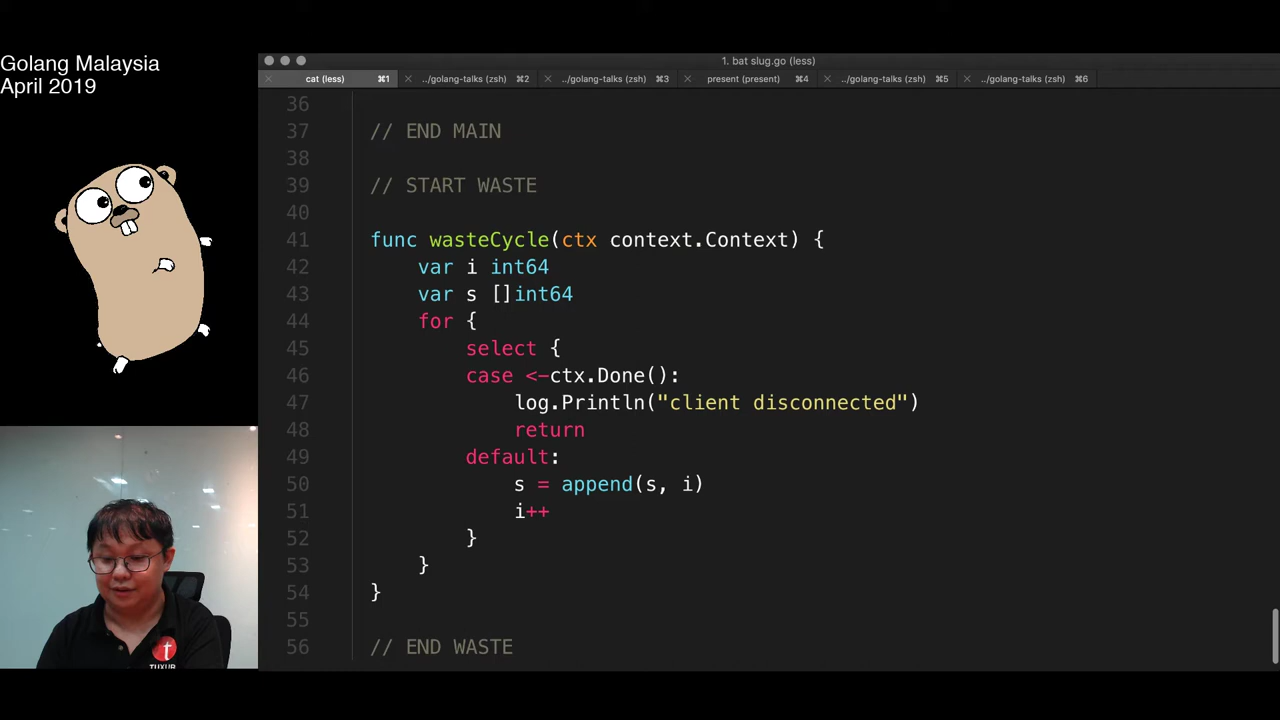 Golang Malaysia
April 2019
1. bat slug.go (less)
cat (less) ⌘1
../golang-talks (zsh) ⌘2
../golang-talks (zsh) ⌘3
present (present) ⌘4
../golang-talks (zsh) ⌘5
../golang-talks (zsh) ⌘6
36
37 // END MAIN
38
39 // START WASTE
40
41 func wasteCycle(ctx context.Context) {
42 var i int64
43 var s []int64
44 for {
45 select {
46 case <-ctx.Done():
47 log.Println("client disconnected")
48 return
49 default:
50 s = append(s, i)
51 i++
52 }
53 }
54 }
55
56 // END WASTE
t
TUXUR